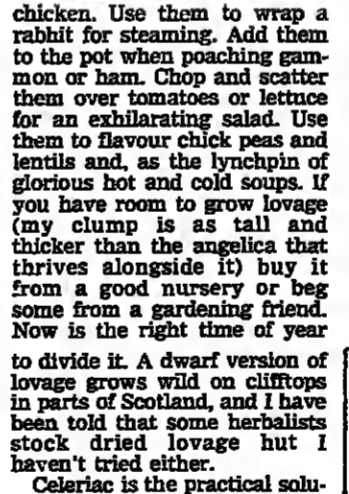 chicken. Use them to wrap a
rabbit for steaming. Add them
to the pot when poaching gam-
mon or ham. Chop and scatter
them over tomatoes or lettuce
for an exhilarating salad. Use
them to flavour chick peas and
lentils and, as the lynchpin of
glorious hot and cold soups. If
you have room to grow lovage
(my clump is as tall and
thicker than the angelica that
thrives alongside it) buy it
from a good nursery or beg
some from a gardening friend.
Now is the right time of year
to divide it. A dwarf version of
lovage grows wild on clifftops
in parts of Scotland, and I have
been told that some herbalists
stock dried lovage but I
haven't tried either.
Celeriac is the practical solu-